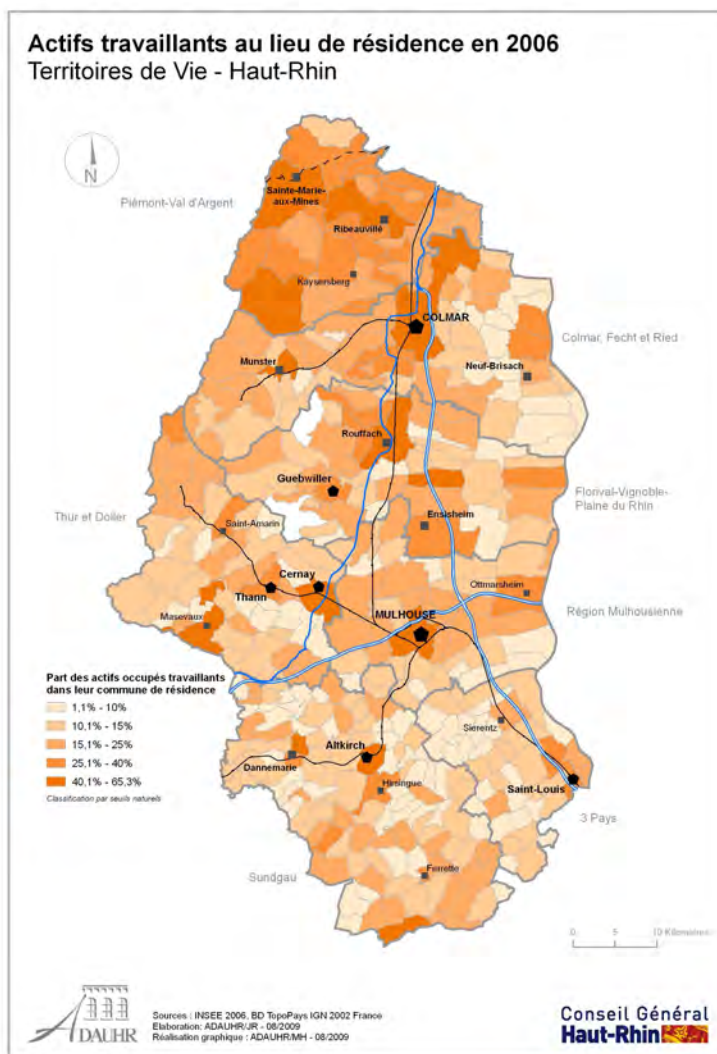 Actifs travaillants au lieu de résidence en 2006
Territoires de Vie - Haut-Rhin
N
Piémont-Val d'Argent
Sainte-Marie-
aux-Mines
Ribeauvillé
Kaysersberg
COLMAR
Colmar, Fecht et Ried
Munster
Neuf-Brisach
Rouffach
Guebwiller
Florival-Vignoble-
Plaine du Rhin
Ensisheim
Thur et Doller
Saint-Amarin
Cernay
Thann
Ottmarsheim
Région Mulhousienne
MULHOUSE
Masevaux
Part des actifs occupés travaillants
dans leur commune de résidence
1,1% - 10%
10,1% - 15%
15,1% - 25%
25,1% - 40%
40,1% - 65,3%
Classification par seuils naturels
Sierentz
Altkirch
Dannemarie
Hirsingue
Saint-Louis
3 Pays
Sundgau
Ferrette
0 5 10 Kilomètres
ADAUHR
Sources : INSEE 2006, BD TopoPays IGN 2002 France
Elaboration: ADAUHR/JR - 08/2009
Réalisation graphique : ADAUHR/MH - 08/2009
Conseil Général
Haut-Rhin